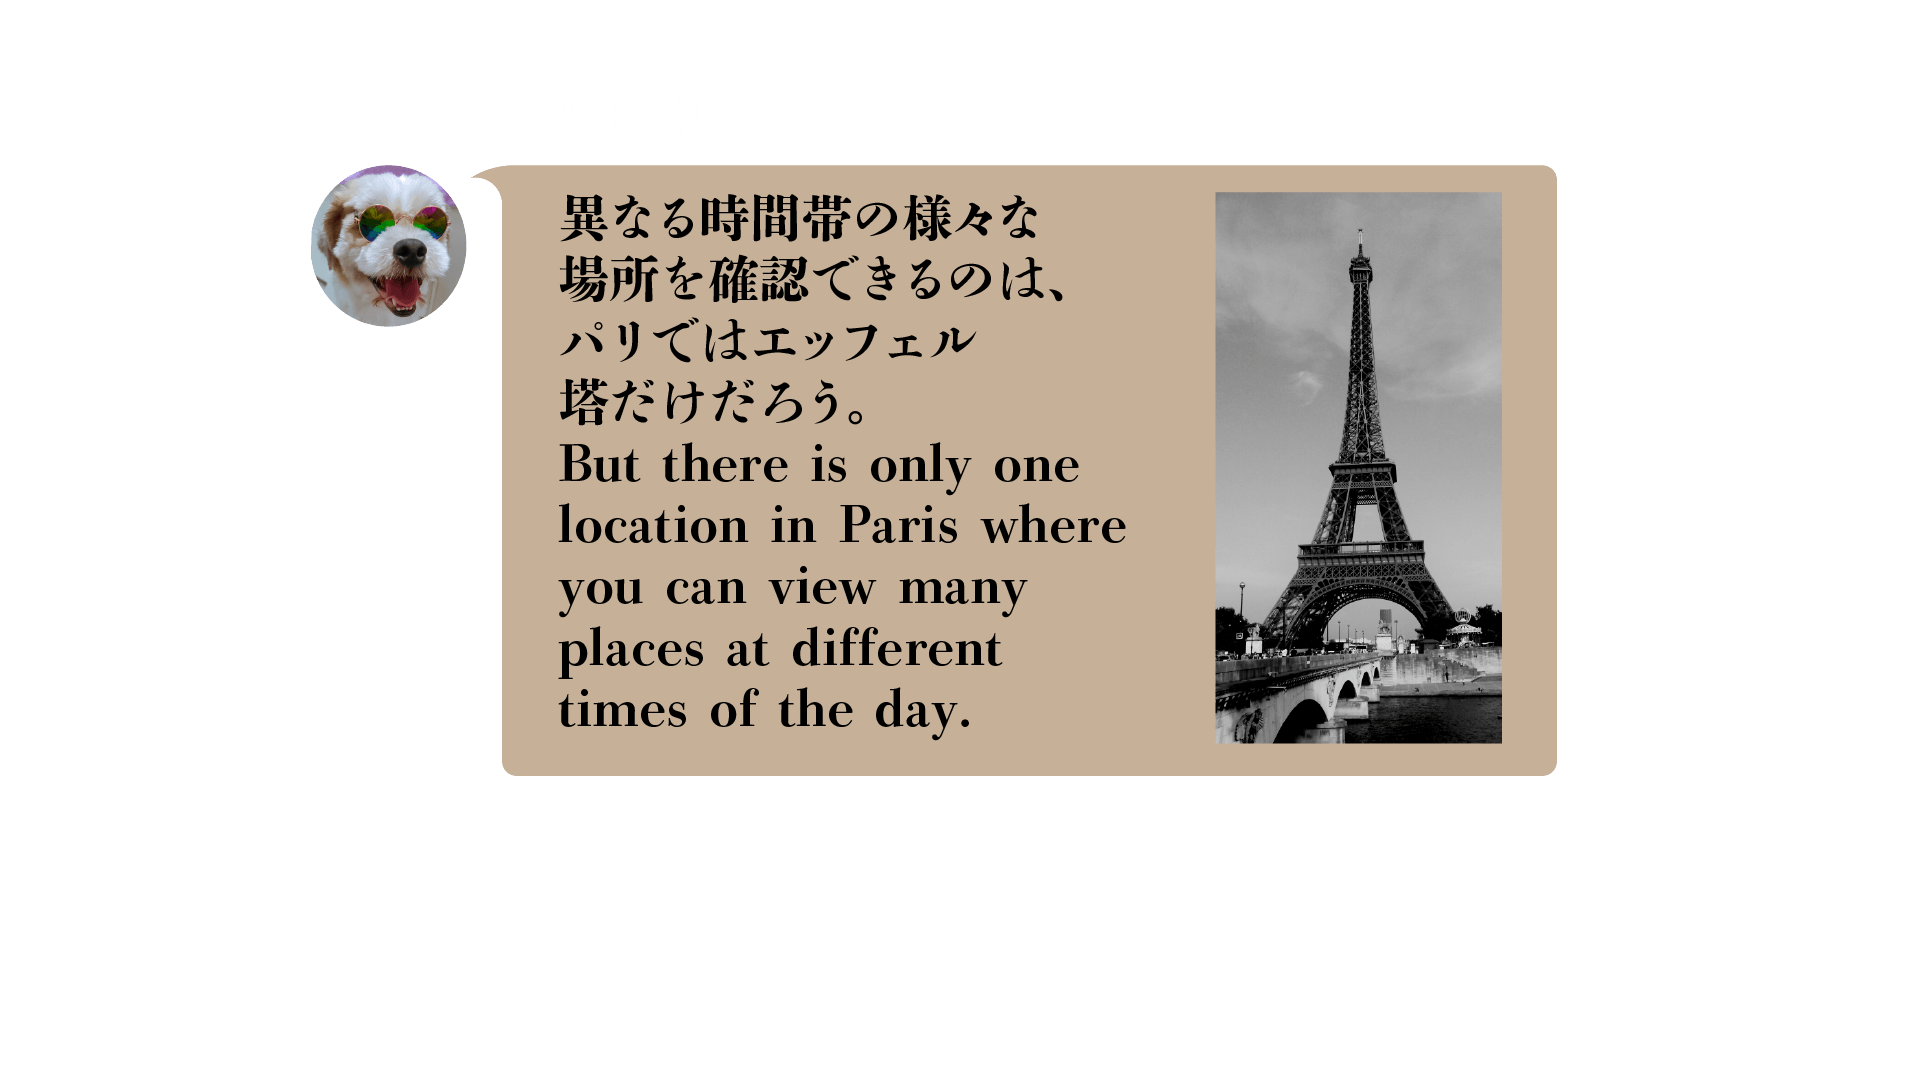 異なる時間帯の様々な
場所を確認できるのは、
パリではエッフェル
塔だけだろう。
But there is only one
location in Paris where
you can view many
places at different
times of the day.